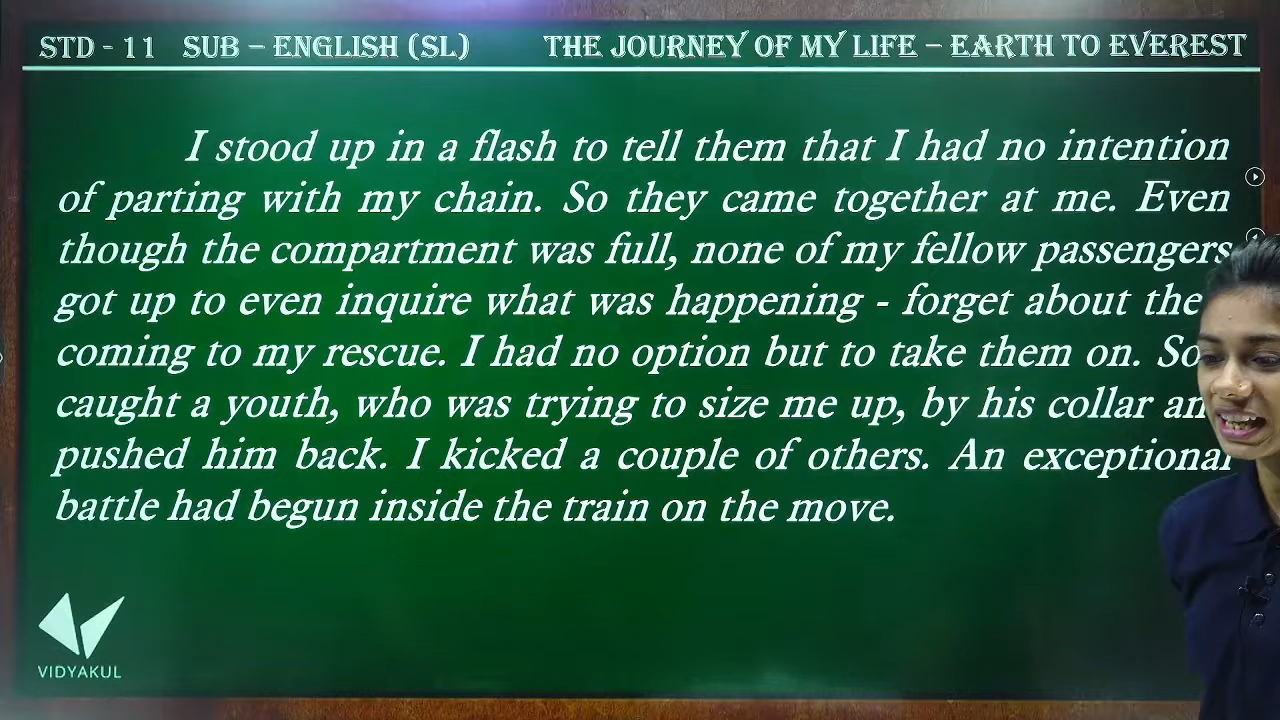 STD - 11 SUB – ENGLISH (SL) THE JOURNEY OF MY LIFE – EARTH TO EVEREST
I stood up in a flash to tell them that I had no intention
of parting with my chain. So they came together at me. Even
though the compartment was full, none of my fellow passengers
got up to even inquire what was happening - forget about the
coming to my rescue. I had no option but to take them on. So
caught a youth, who was trying to size me up, by his collar
pushed him back. I kicked a couple of others. An exceptional
battle had begun inside the train on the move.
VIDYAKUL